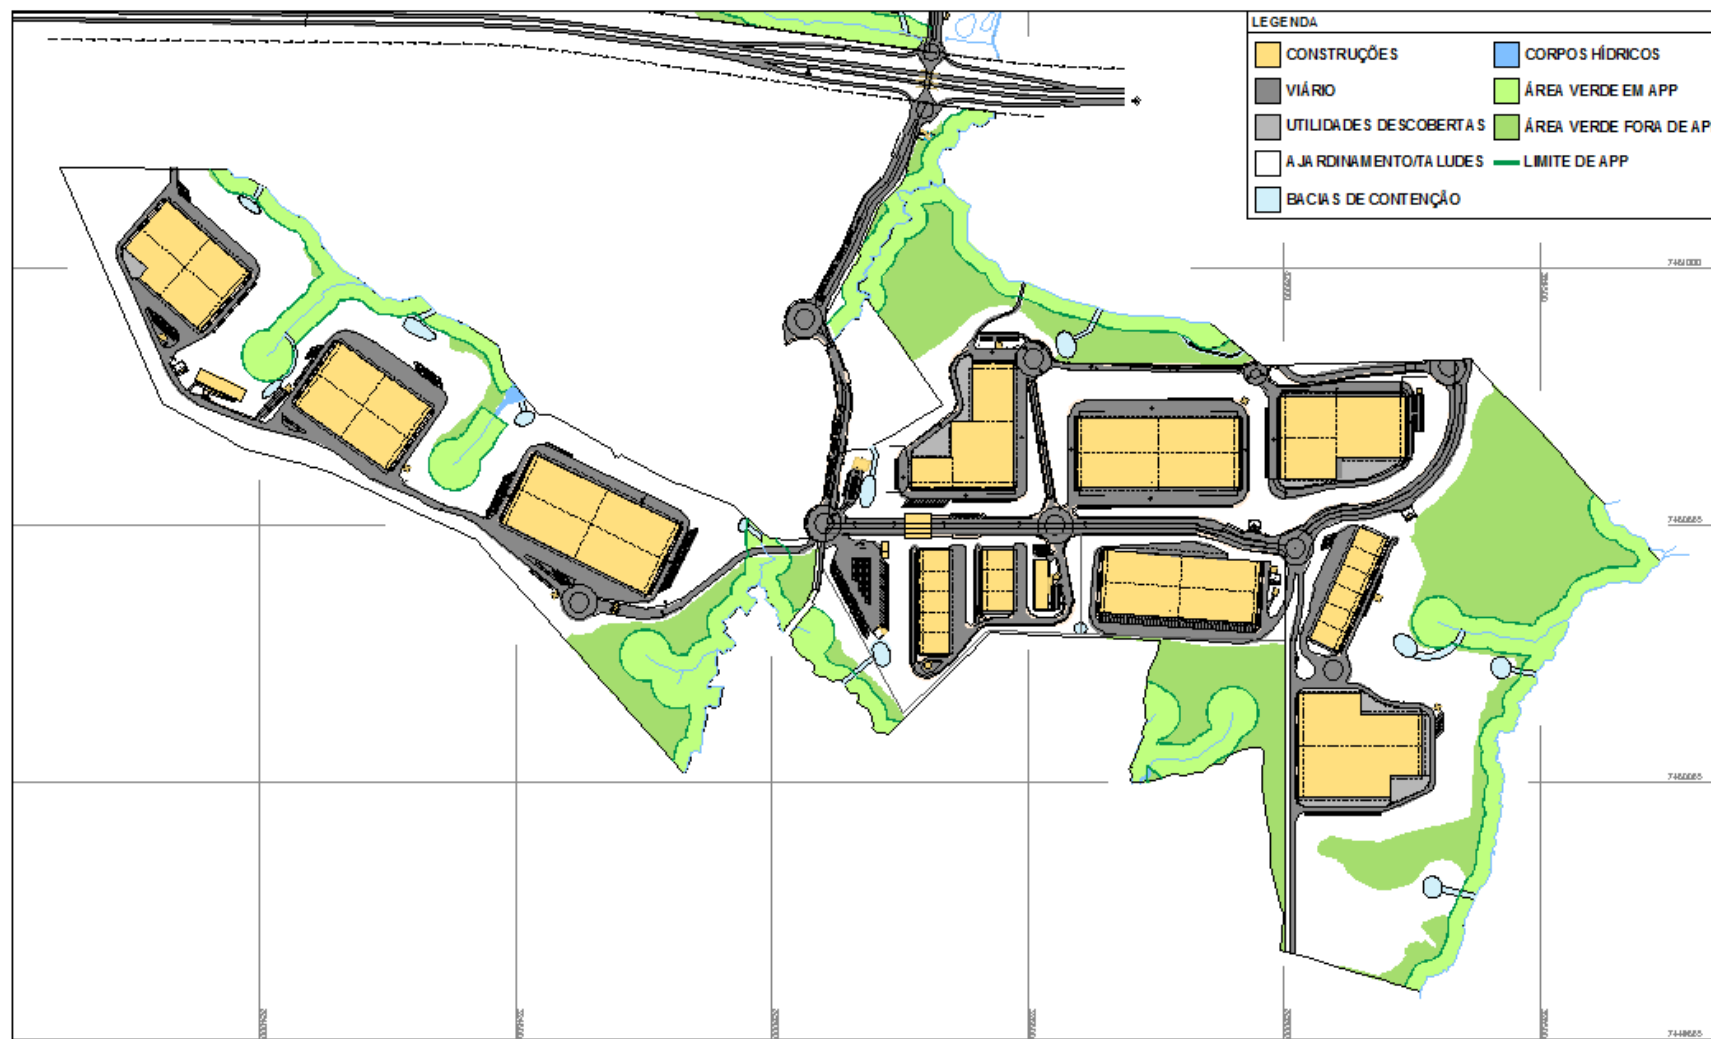 LEGENDA
CONSTRUÇÕES
CORPOS HÍDRICOS
VIÁRIO
ÁREA VERDE EM APP
UTILIDADES DESCOBERTAS
ÁREA VERDE FORA DE AP
AJARDINAMENTO/TALUDES
LIMITE DE APP
BACIAS DE CONTENÇÃO